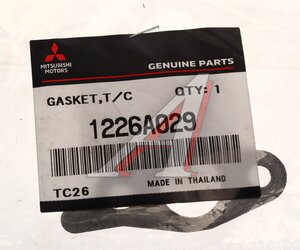 MITSUBISHI
MOTORS
GENUINE PARTS
GASKET,T/C QTY: 1
1226A029
TC26 MADE IN THAILAND